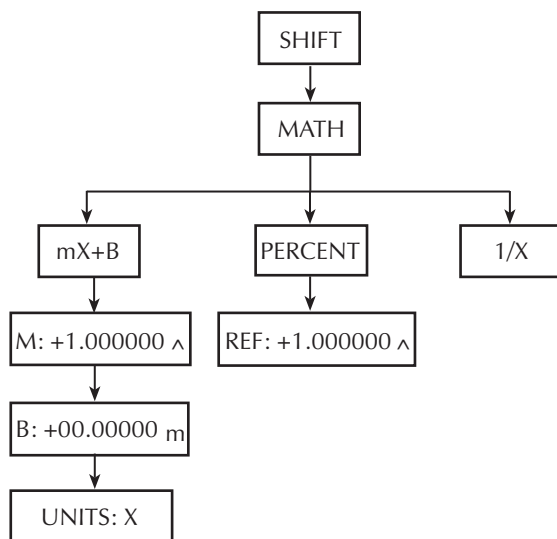 SHIFT
MATH
mX+B
PERCENT
1/X
M: +1.000000 ^
REF: +1.000000 ^
B: +00.00000 m
UNITS: X